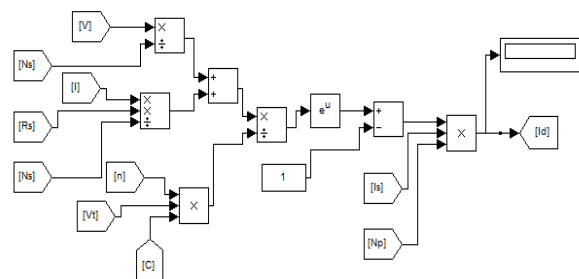 [V]
×
÷
[Ns]
[I]
+
+
×
×
÷
[Rs]
×
÷
e^u
+
−
×
[Id]
[Ns]
[n]
1
[Is]
[Vt]
×
[Np]
[C]